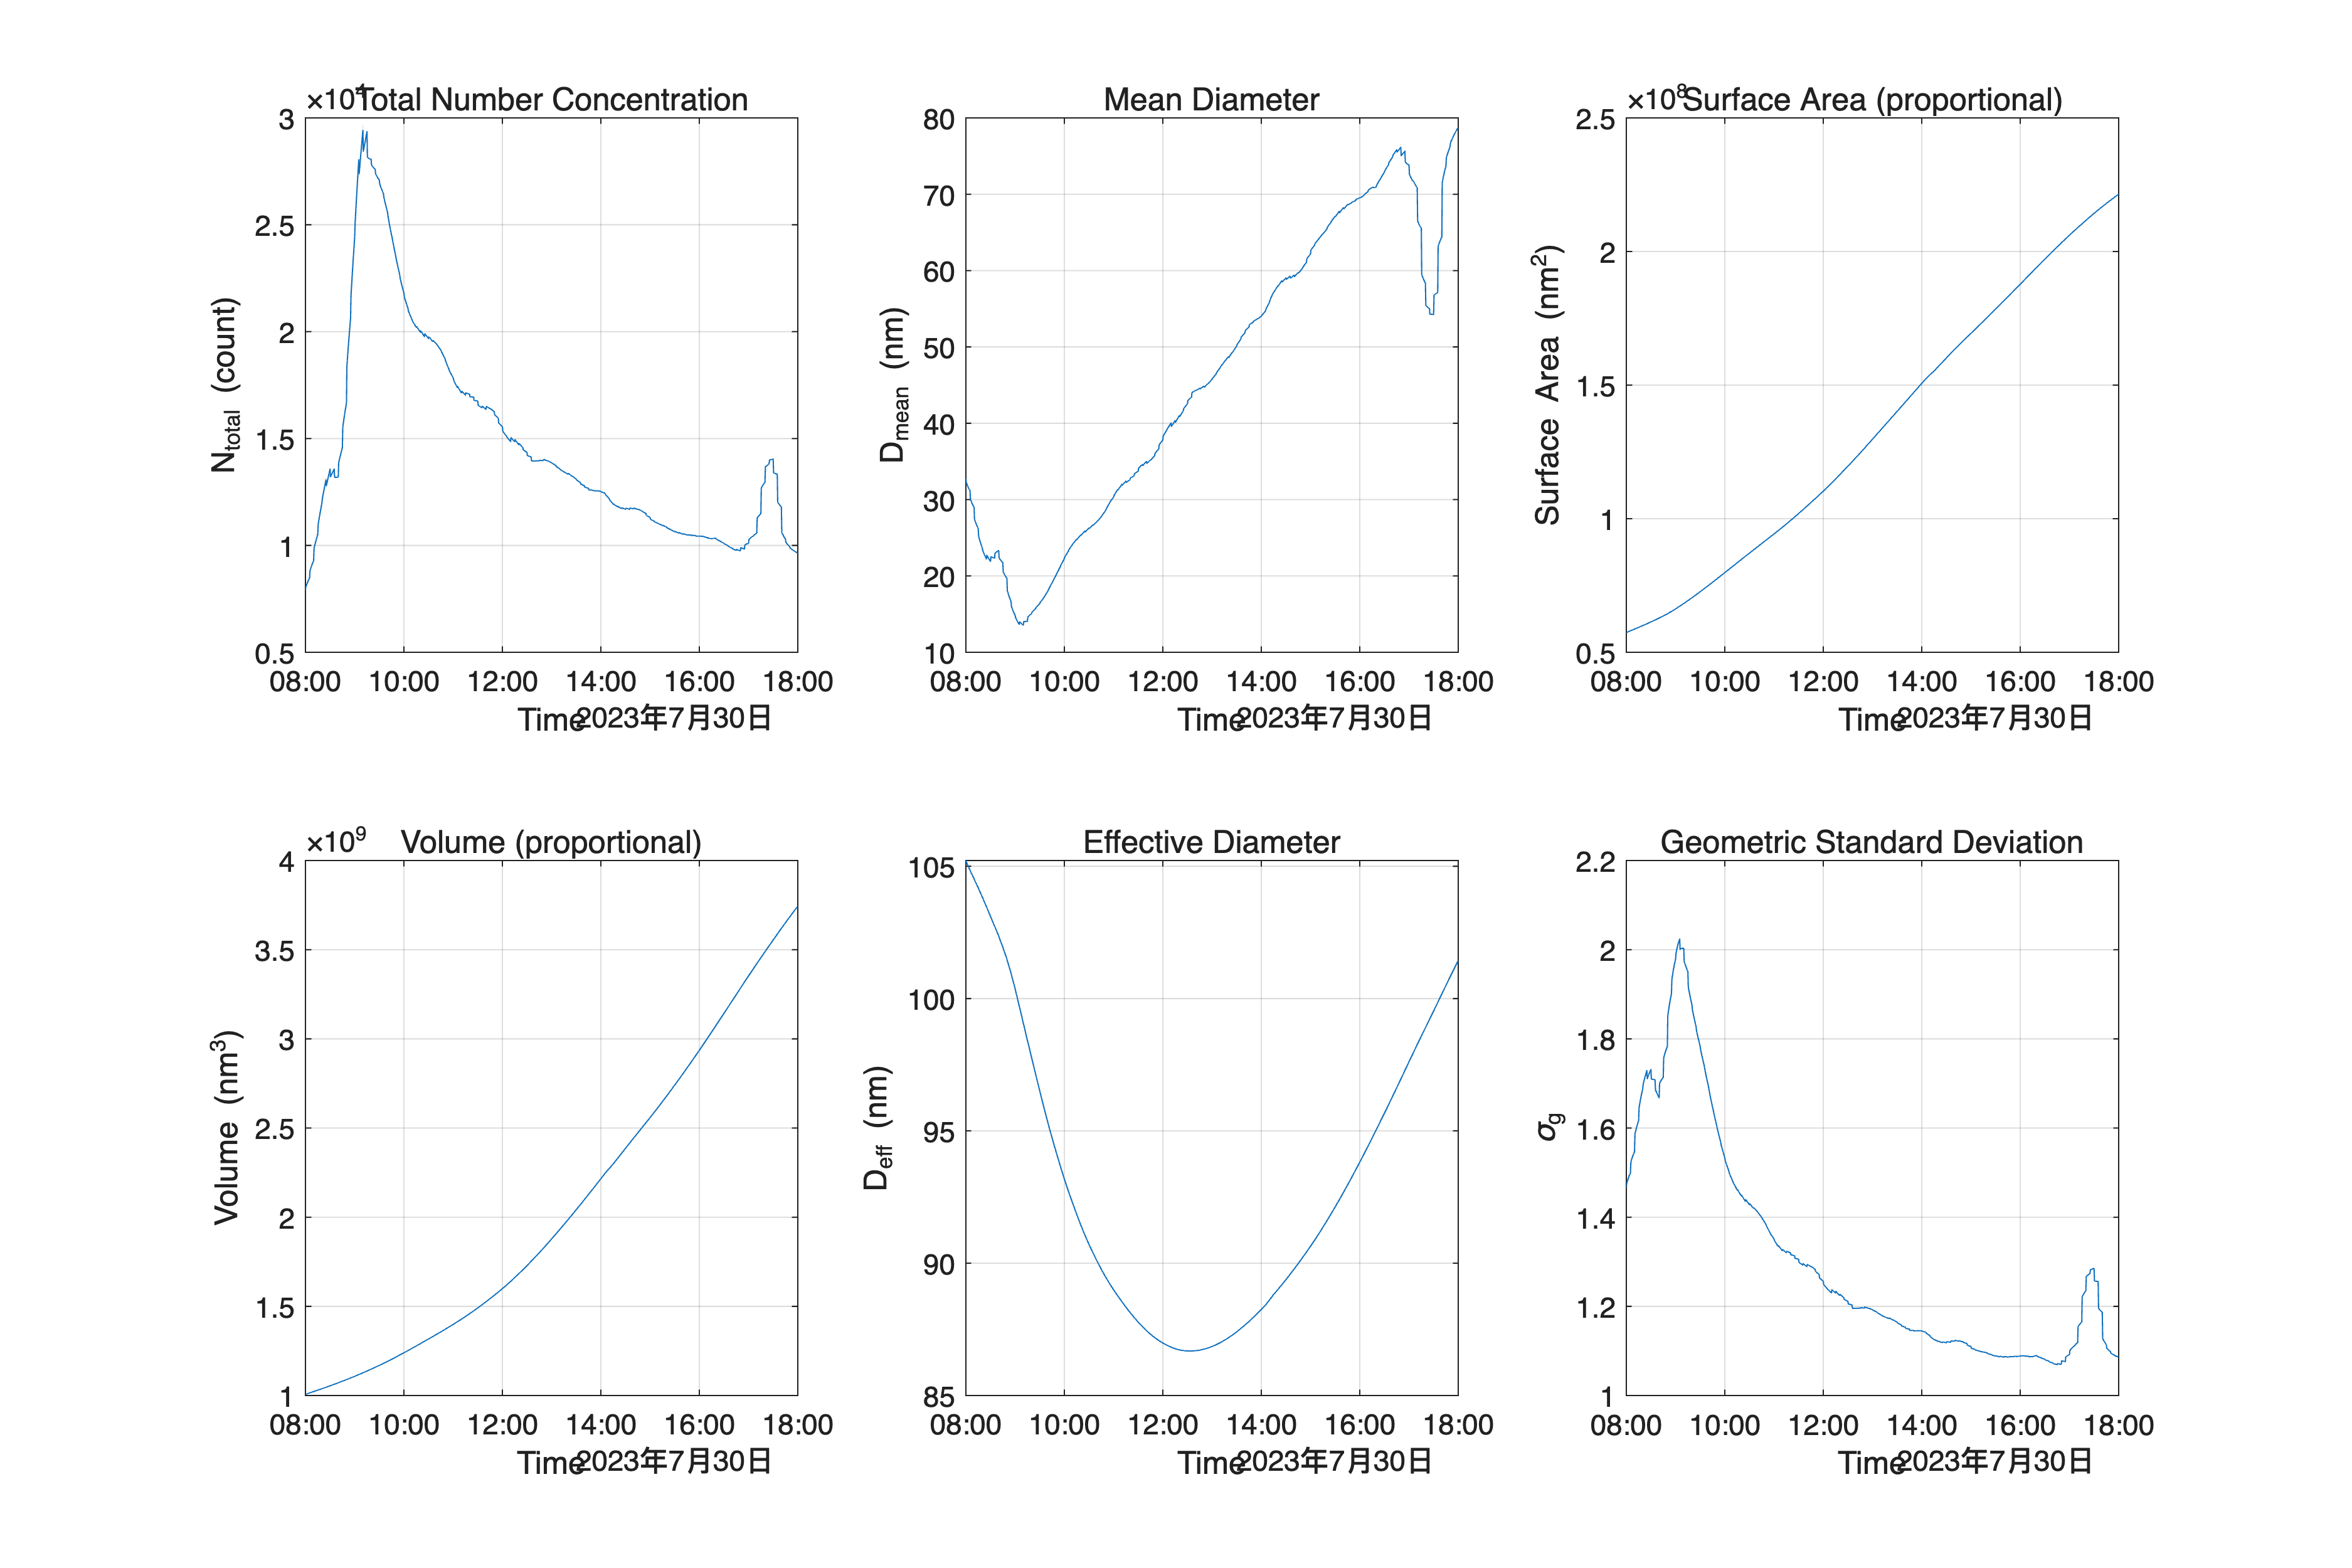 ×10⁴ Total Number Concentration
3
2.5
2
1.5
1
0.5
N_total (count)
08:00 10:00 12:00 14:00 16:00 18:00
Time 2023年7月30日
Mean Diameter
80
70
60
50
40
30
20
10
D_mean (nm)
08:00 10:00 12:00 14:00 16:00 18:00
Time 2023年7月30日
×10⁸ Surface Area (proportional)
2.5
2
1.5
1
0.5
Surface Area (nm²)
08:00 10:00 12:00 14:00 16:00 18:00
Time 2023年7月30日
×10⁹ Volume (proportional)
4
3.5
3
2.5
2
1.5
1
Volume (nm³)
08:00 10:00 12:00 14:00 16:00 18:00
Time 2023年7月30日
Effective Diameter
105
100
95
90
85
D_eff (nm)
08:00 10:00 12:00 14:00 16:00 18:00
Time 2023年7月30日
Geometric Standard Deviation
2.2
2
1.8
1.6
1.4
1.2
1
σ_g
08:00 10:00 12:00 14:00 16:00 18:00
Time 2023年7月30日